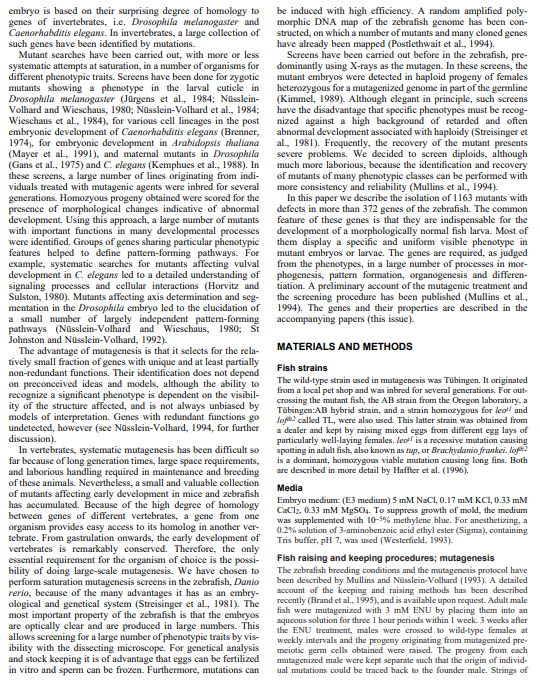 embryo is based on their surprising degree of homology to
genes of invertebrates, i.e. Drosophila melanogaster and
Caenorhabditis elegans. In invertebrates, a large collection of
such genes have been identified by mutations.
Mutant searches have been carried out, with more or less
systematic attempts at saturation, in a number of organisms for
different phenotypic traits. Screens have been done for zygotic
mutants showing a phenotype in the larval cuticle in
Drosophila melanogaster (Jürgens et al., 1984; Nüsslein-
Volhard and Wieschaus, 1980; Nüsslein-Volhard et al., 1984;
Wieschaus et al., 1984), for various cell lineages in the post
embryonic development of Caenorhabditis elegans (Brenner,
1974), for embryonic development in Arabidopsis thaliana
(Mayer et al., 1991), and maternal mutants in Drosophila
(Gans et al., 1975) and C. elegans (Kemphues et al., 1988). In
these screens, a large number of lines originating from indi-
viduals treated with mutagenic agents were inbred for several
generations. Homozyous progeny obtained were scored for the
presence of morphological changes indicative of abnormal
development. Using this approach, a large number of mutants
with important functions in many developmental processes
were identified. Groups of genes sharing particular phenotypic
features helped to define pattern-forming pathways. For
example, systematic searches for mutants affecting vulval
development in C. elegans led to a detailed understanding of
signaling processes and cellular interactions (Horvitz and
Sulston, 1980). Mutants affecting axis determination and seg-
mentation in the Drosophila embryo led to the elucidation of
a small number of largely independent pattern-forming
pathways (Nüsslein-Volhard and Wieschaus, 1980; St
Johnston and Nüsslein-Volhard, 1992).
The advantage of mutagenesis is that it selects for the rela-
tively small fraction of genes with unique and at least partially
non-redundant functions. Their identification does not depend
on preconceived ideas and models, although the ability to
recognize a significant phenotype is dependent on the visibil-
ity of the structure affected, and is not always unbiased by
models of interpretation. Genes with redundant functions go
undetected, however (see Nüsslein-Volhard, 1994, for further
discussion).
In vertebrates, systematic mutagenesis has been difficult so
far because of long generation times, large space requirements,
and laborious handling required in maintenance and breeding
of these animals. Nevertheless, a small and valuable collection
of mutants affecting early development in mice and zebrafish
has accumulated. Because of the high degree of homology
between genes of different vertebrates, a gene from one
organism provides easy access to its homolog in another ver-
tebrate. From gastrulation onwards, the early development of
vertebrates is remarkably conserved. Therefore, the only
essential requirement for the organism of choice is the possi-
bility of doing large-scale mutagenesis. We have chosen to
perform saturation mutagenesis screens in the zebrafish, Danio
rerio, because of the many advantages it has as an embry-
ological and genetical system (Streisinger et al., 1981). The
most important property of the zebrafish is that the embryos
are optically clear and are produced in large numbers. This
allows screening for a large number of phenotypic traits by vis-
ibility with the dissecting microscope. For genetical analysis
and stock keeping it is of advantage that eggs can be fertilized
in vitro and sperm can be frozen. Furthermore, mutations can
be induced with high efficiency. A random amplified poly-
morphic DNA map of the zebrafish genome has been con-
structed, on which a number of mutants and many cloned genes
have already been mapped (Postlethwait et al., 1994).
Screens have been carried out before in the zebrafish, pre-
dominantly using X-rays as the mutagen. In these screens, the
mutant embryos were detected in haploid progeny of females
heterozygous for a mutagenized genome in part of the germline
(Kimmel, 1989). Although elegant in principle, such screens
have the disadvantage that specific phenotypes must be recog-
nized against a high background of retarded and often
abnormal development associated with haploidy (Streisinger et
al., 1981). Frequently, the recovery of the mutant presents
severe problems. We decided to screen diploids, although
much more laborious, because the identification and recovery
of mutants of many phenotypic classes can be performed with
more consistency and reliability (Mullins et al., 1994).
In this paper we describe the isolation of 1163 mutants with
defects in more than 372 genes of the zebrafish. The common
feature of these genes is that they are indispensable for the
development of a morphologically normal fish larva. Most of
them display a specific and uniform visible phenotype in
mutant embryos or larvae. The genes are required, as judged
from the phenotypes, in a large number of processes in mor-
phogenesis, pattern formation, organogenesis and differen-
tiation. A preliminary account of the mutagenic treatment and
the screening procedure has been published (Mullins et al.,
1994). The genes and their properties are described in the
accompanying papers (this issue).
MATERIALS AND METHODS
Fish strains
The wild-type strain used in mutagenesis was Tübingen. It originated
from a local pet shop and was inbred for several generations. For out-
crossing the mutant fish, the AB strain from the Oregon laboratory, a
Tübingen:AB hybrid strain, and a strain homozygous for leot1 and
lofdt2 called TL, were also used. This latter strain was obtained from
a dealer and kept by raising mixed eggs from different egg lays of
particularly well-laying females. leot1 is a recessive mutation causing
spotting in adult fish, also known as tup, or Brachydanio frankei. lofdt2
is a dominant, homozygous viable mutation causing long fins. Both
are described in more detail by Haffter et al. (1996).
Media
Embryo medium: (E3 medium) 5 mM NaCl, 0.17 mM KCl, 0.33 mM
CaCl2, 0.33 mM MgSO4. To suppress growth of mold, the medium
was supplemented with 10-5% methylene blue. For anesthetizing, a
0.2% solution of 3-aminobenzoic acid ethyl ester (Sigma), containing
Tris buffer, pH 7, was used (Westerfield, 1993).
Fish raising and keeping procedures; mutagenesis
The zebrafish breeding conditions and the mutagenesis protocol have
been described by Mullins and Nüsslein-Volhard (1993). A detailed
account of the keeping and raising methods has been described
recently (Brand et al., 1995), and is available upon request. Adult male
fish were mutagenized with 3 mM ENU by placing them into an
aqueous solution for three 1 hour periods within 1 week. 3 weeks after
the ENU treatment, males were crossed to wild-type females at
weekly intervals and the progeny originating from mutagenized pre-
meiotic germ cells obtained were raised. The progeny from each
mutagenized male were kept separate such that the origin of individ-
ual mutations could be traced back to the founder male. Strings of